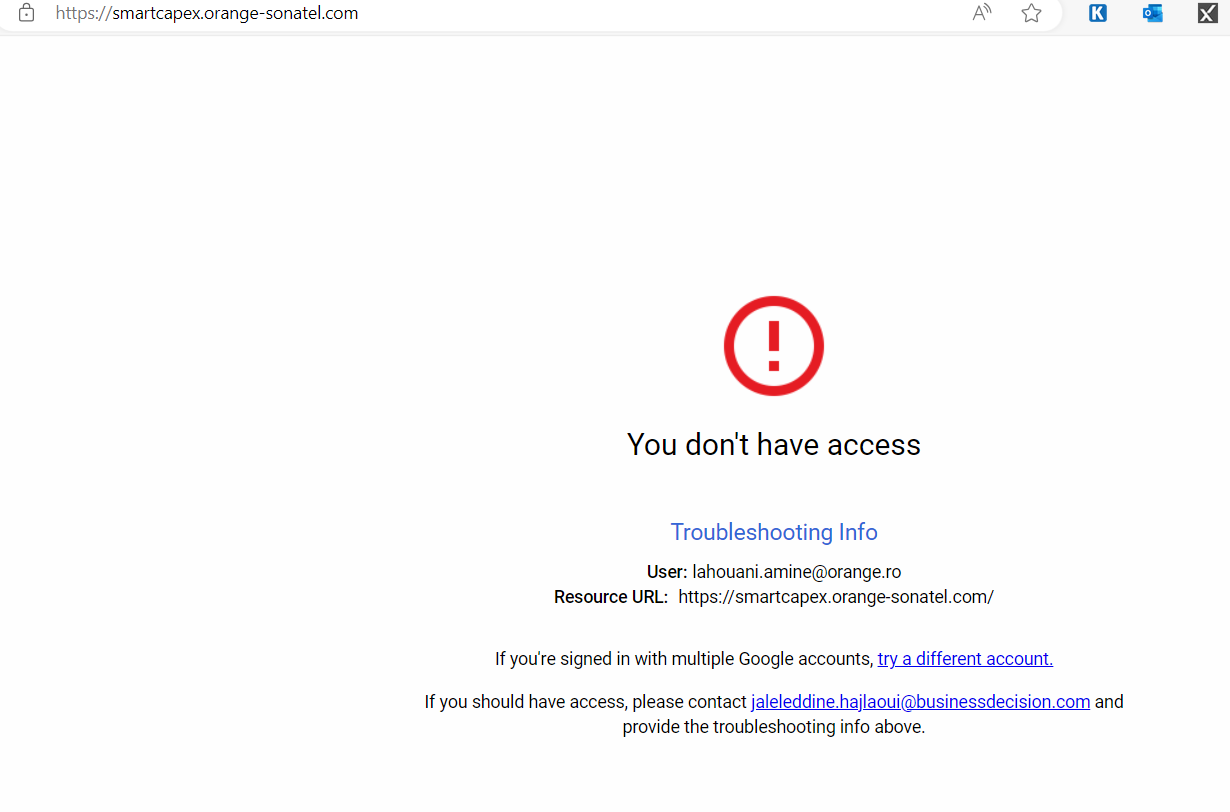 https://smartcapex.orange-sonatel.com
You don't have access
Troubleshooting Info
User: lahouani.amine@orange.ro
Resource URL: https://smartcapex.orange-sonatel.com/
If you're signed in with multiple Google accounts, try a different account.
If you should have access, please contact jaleleddine.hajlaoui@businessdecision.com and
provide the troubleshooting info above.